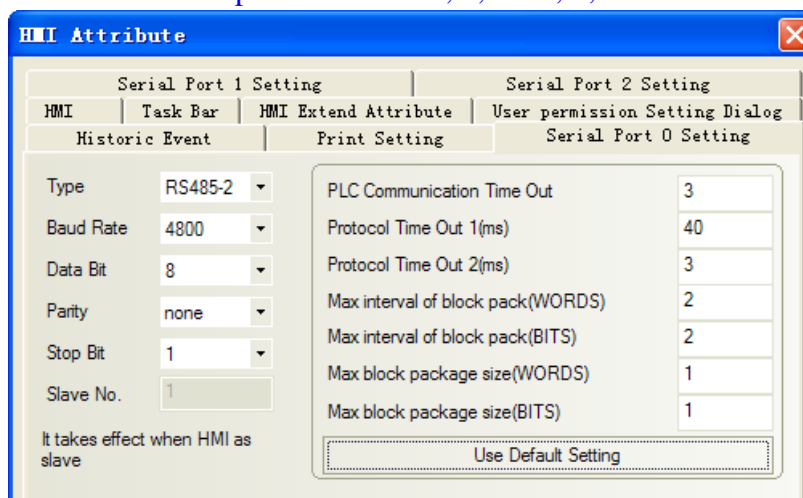 HMI Attribute
Serial Port 1 Setting Serial Port 2 Setting
HMI Task Bar HMI Extend Attribute User permission Setting Dialog
Historic Event Print Setting Serial Port 0 Setting
Type RS485-2
Baud Rate 4800
Data Bit 8
Parity none
Stop Bit 1
Slave No. 1
It takes effect when HMI as
slave
PLC Communication Time Out 3
Protocol Time Out 1(ms) 40
Protocol Time Out 2(ms) 3
Max interval of block pack(WORDS) 2
Max interval of block pack(BITS) 2
Max block package size(WORDS) 1
Max block package size(BITS) 1
Use Default Setting